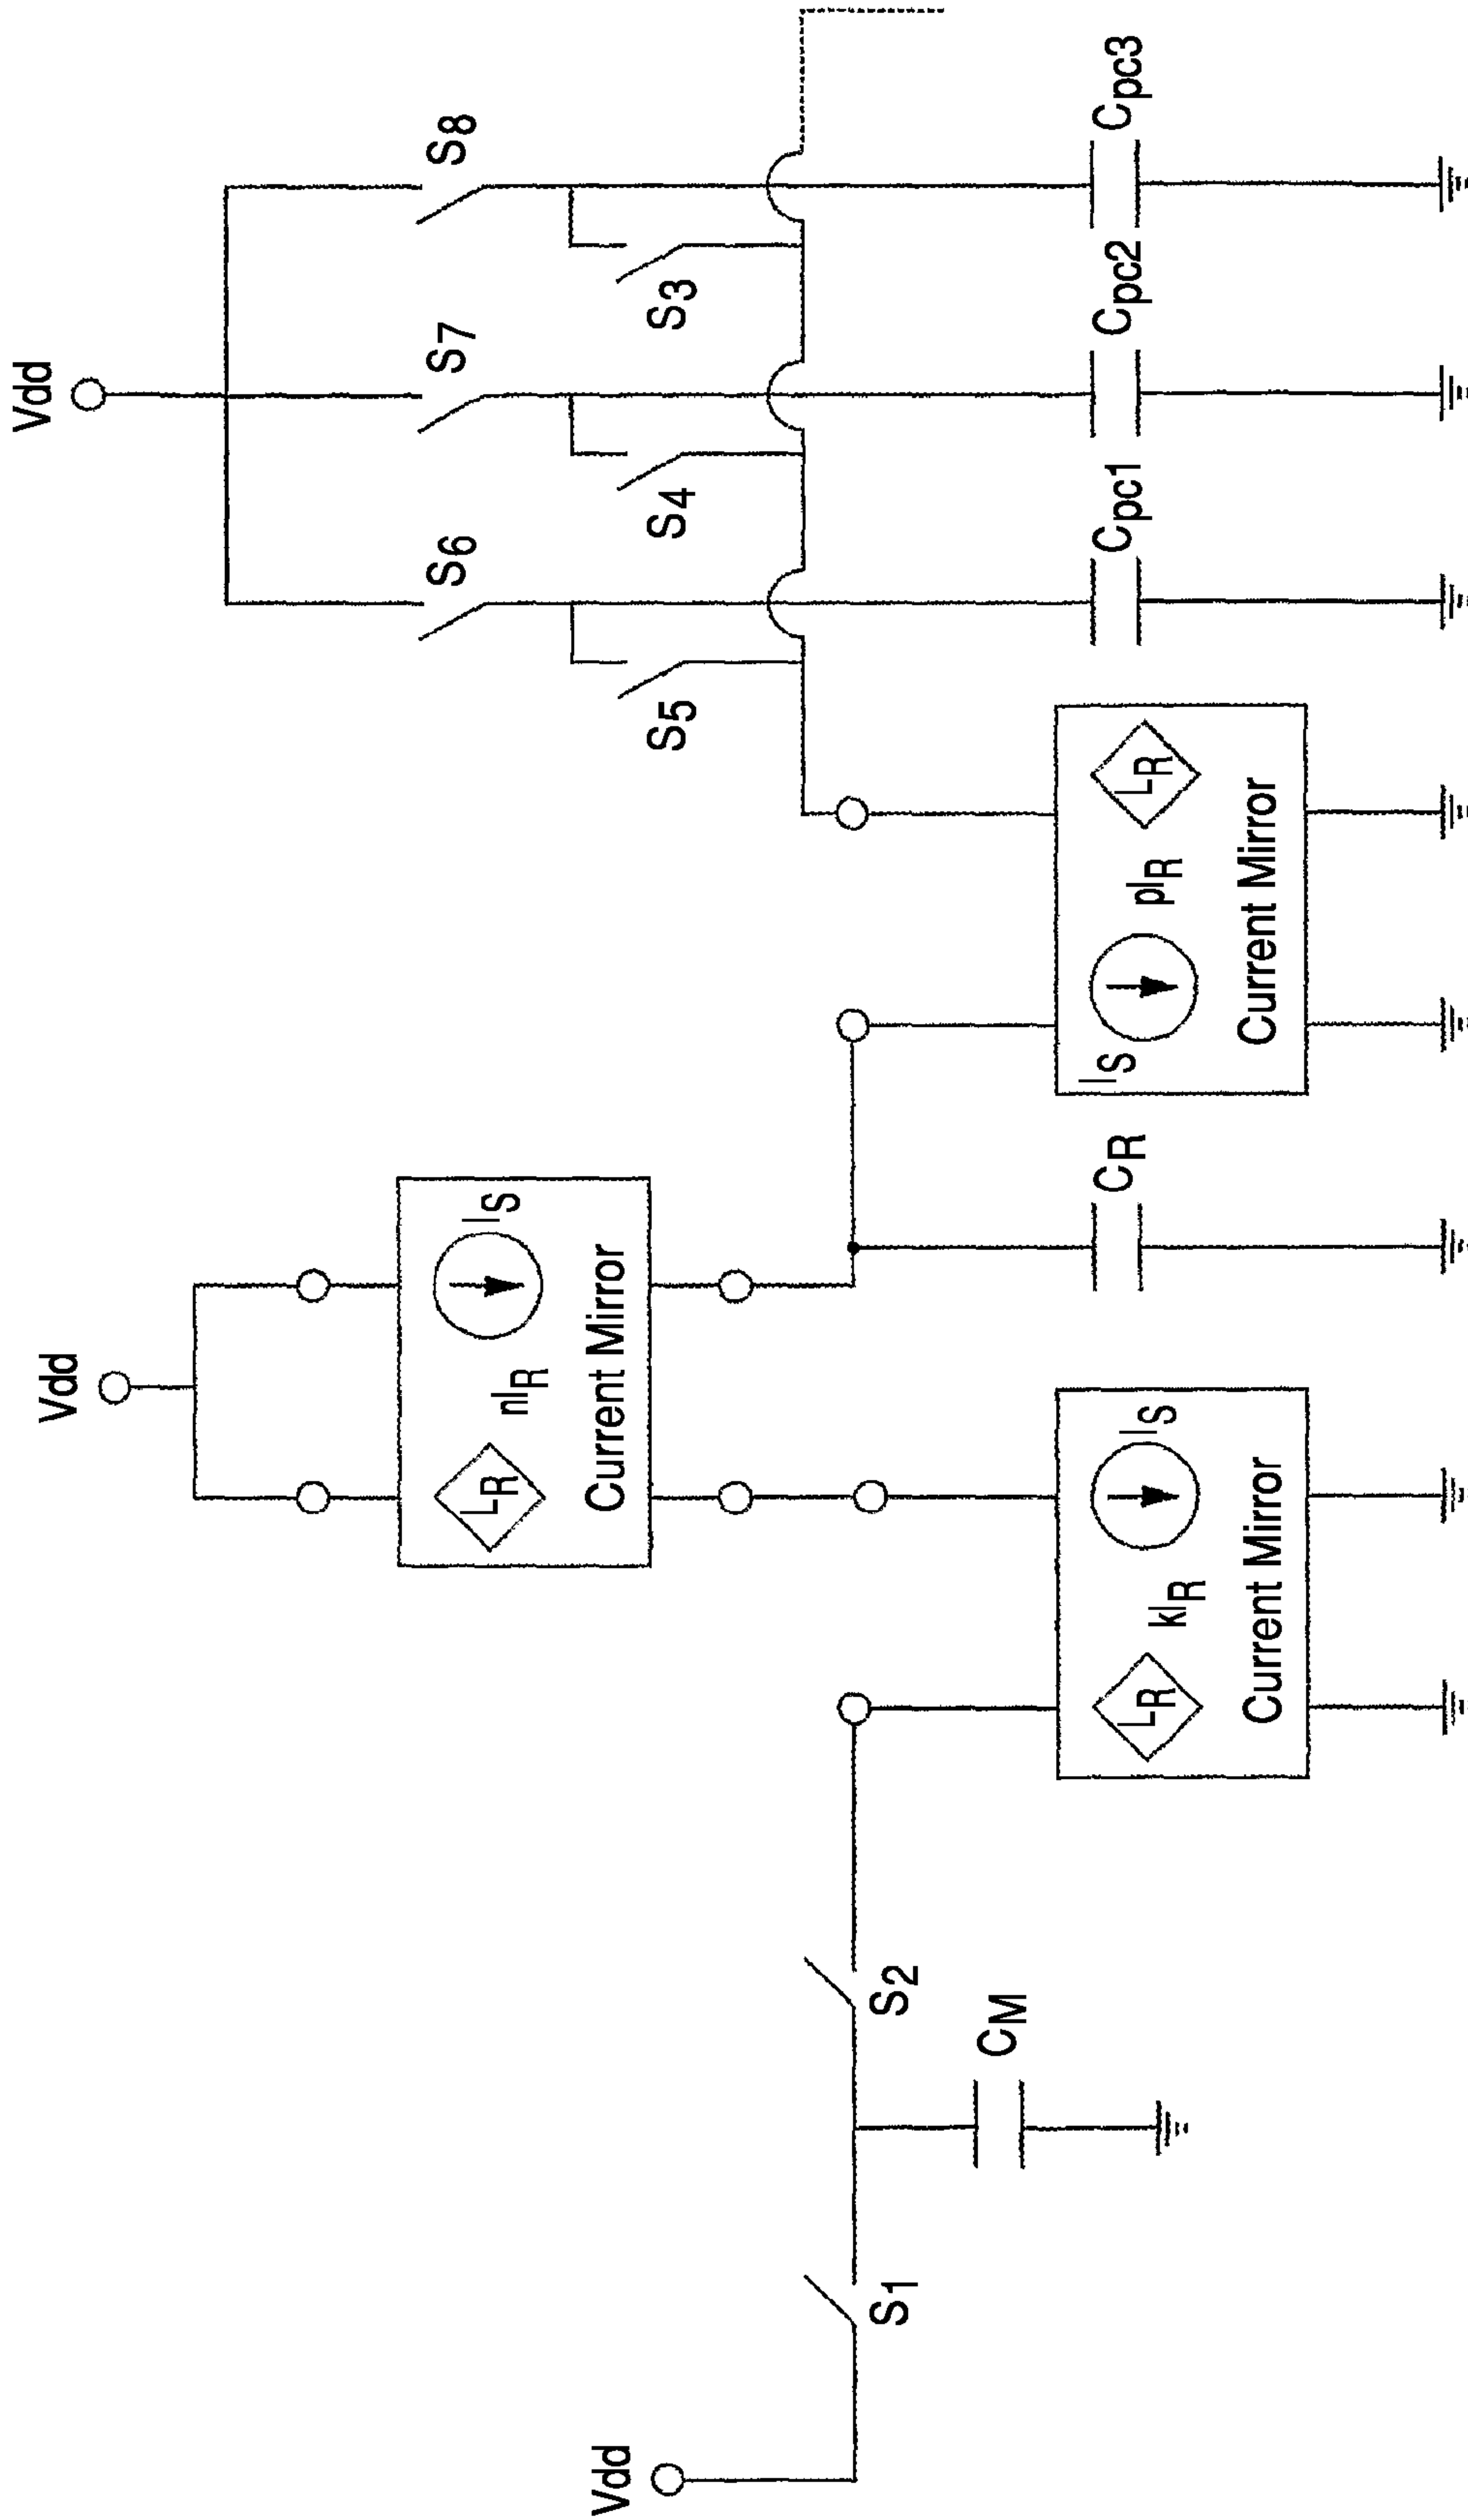 Vdd
S1
CM
S2
LR
kIR
IS
Current Mirror
Vdd
LR
nIR
IS
Current Mirror
CR
IS
pIR
LR
Current Mirror
Vdd
S5
S6
S4
S7
S3
S8
Cpc1
Cpc2
Cpc3